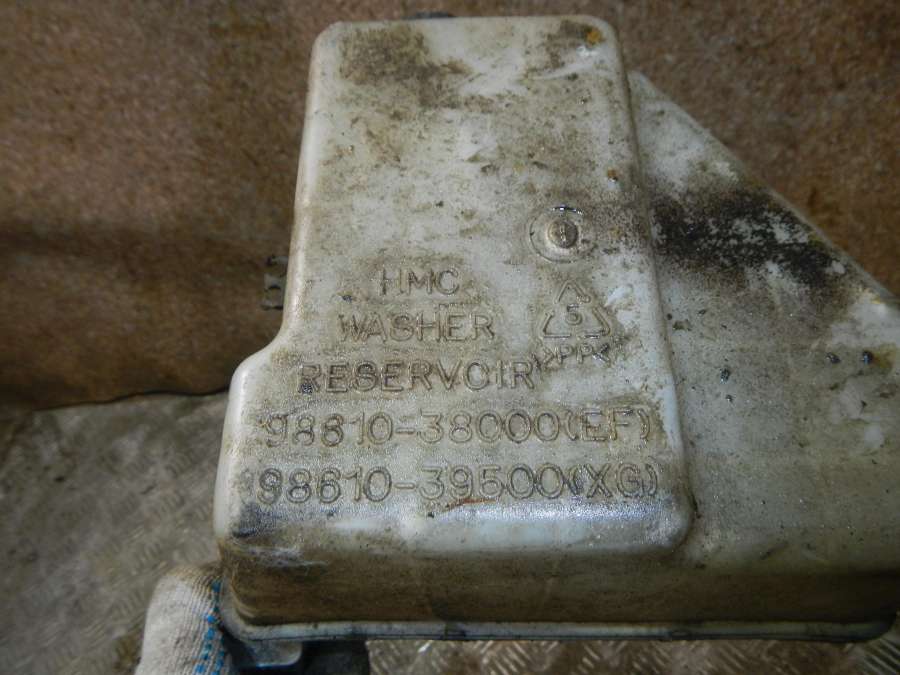 HMC
WASHER
RESERVOIR
5
>PP<
98610-38000(EF)
98610-39500(XG)